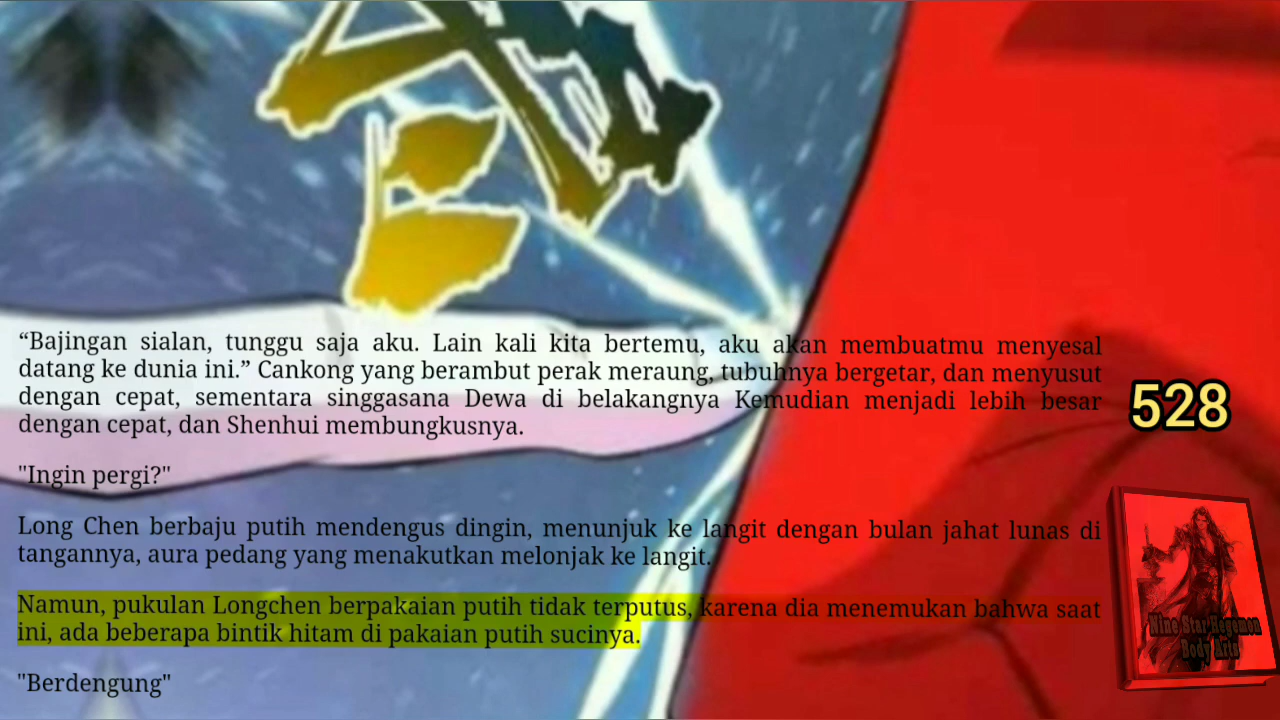 “Bajingan sialan, tunggu saja aku. Lain kali kita bertemu, aku akan membuatmu menyesal
datang ke dunia ini.” Cankong yang berambut perak meraung, tubuhnya bergetar, dan menyusut
dengan cepat, sementara singgasana Dewa di belakangnya Kemudian menjadi lebih besar
dengan cepat, dan Shenhui membungkusnya.
"Ingin pergi?"
Long Chen berbaju putih mendengus dingin, menunjuk ke langit dengan bulan jahat lunas di
tangannya, aura pedang yang menakutkan melonjak ke langit.
Namun, pukulan Longchen berpakaian putih tidak terputus, karena dia menemukan bahwa saat
ini, ada beberapa bintik hitam di pakaian putih sucinya.
"Berdengung"
528
Nine Star Hegemon
Body Arts